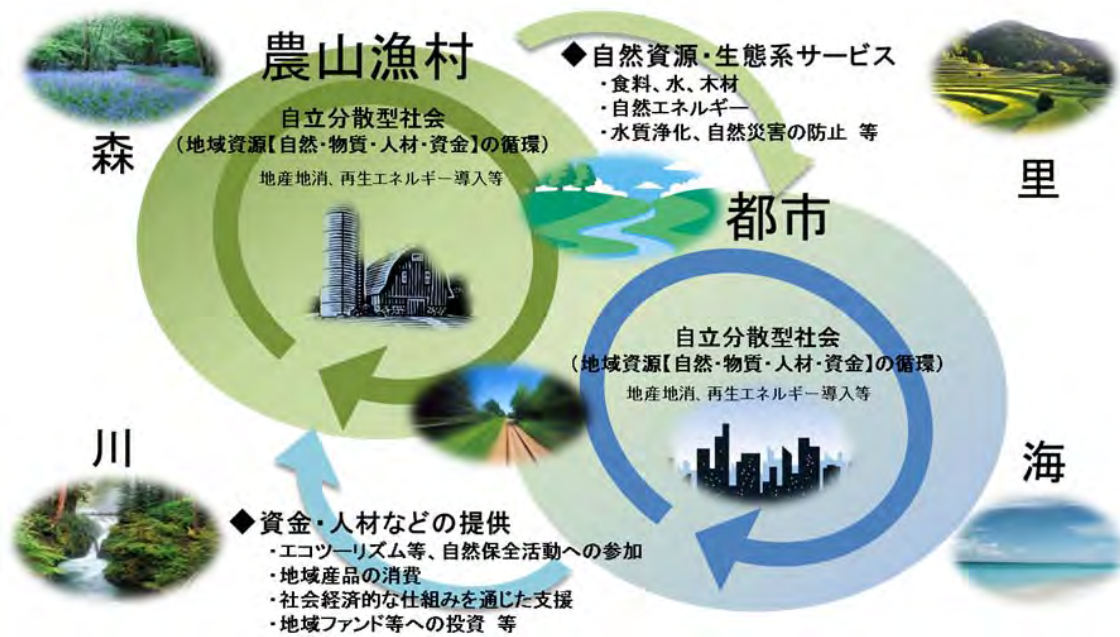 農山漁村
自立分散型社会
(地域資源【自然・物質・人材・資金】の循環)
地産地消、再生エネルギー導入等
森
◆自然資源・生態系サービス
・食料、水、木材
・自然エネルギー
・水質浄化、自然災害の防止 等
里
都市
自立分散型社会
(地域資源【自然・物質・人材・資金】の循環)
地産地消、再生エネルギー導入等
川
◆資金・人材などの提供
・エコツーリズム等、自然保全活動への参加
・地域産品の消費
・社会経済的な仕組みを通じた支援
・地域ファンド等への投資 等
海